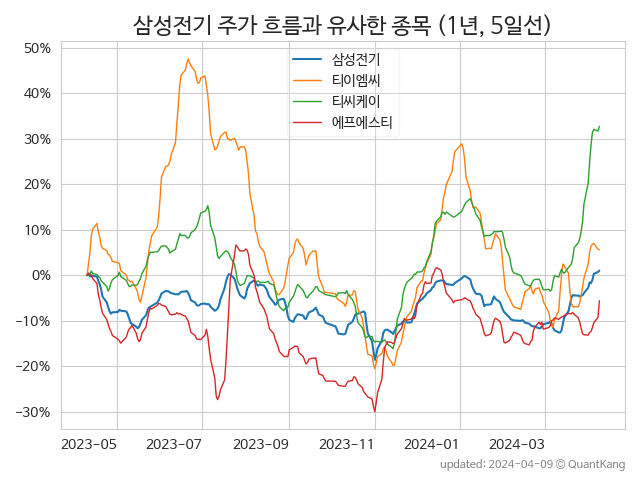 삼성전기 주가 흐름과 유사한 종목 (1년, 5일선)
50%
40%
30%
20%
10%
0%
−10%
−20%
−30%
삼성전기
티이엠씨
티씨케이
에프에스티
2023-05
2023-07
2023-09
2023-11
2024-01
2024-03
updated: 2024-04-09 © QuantKang